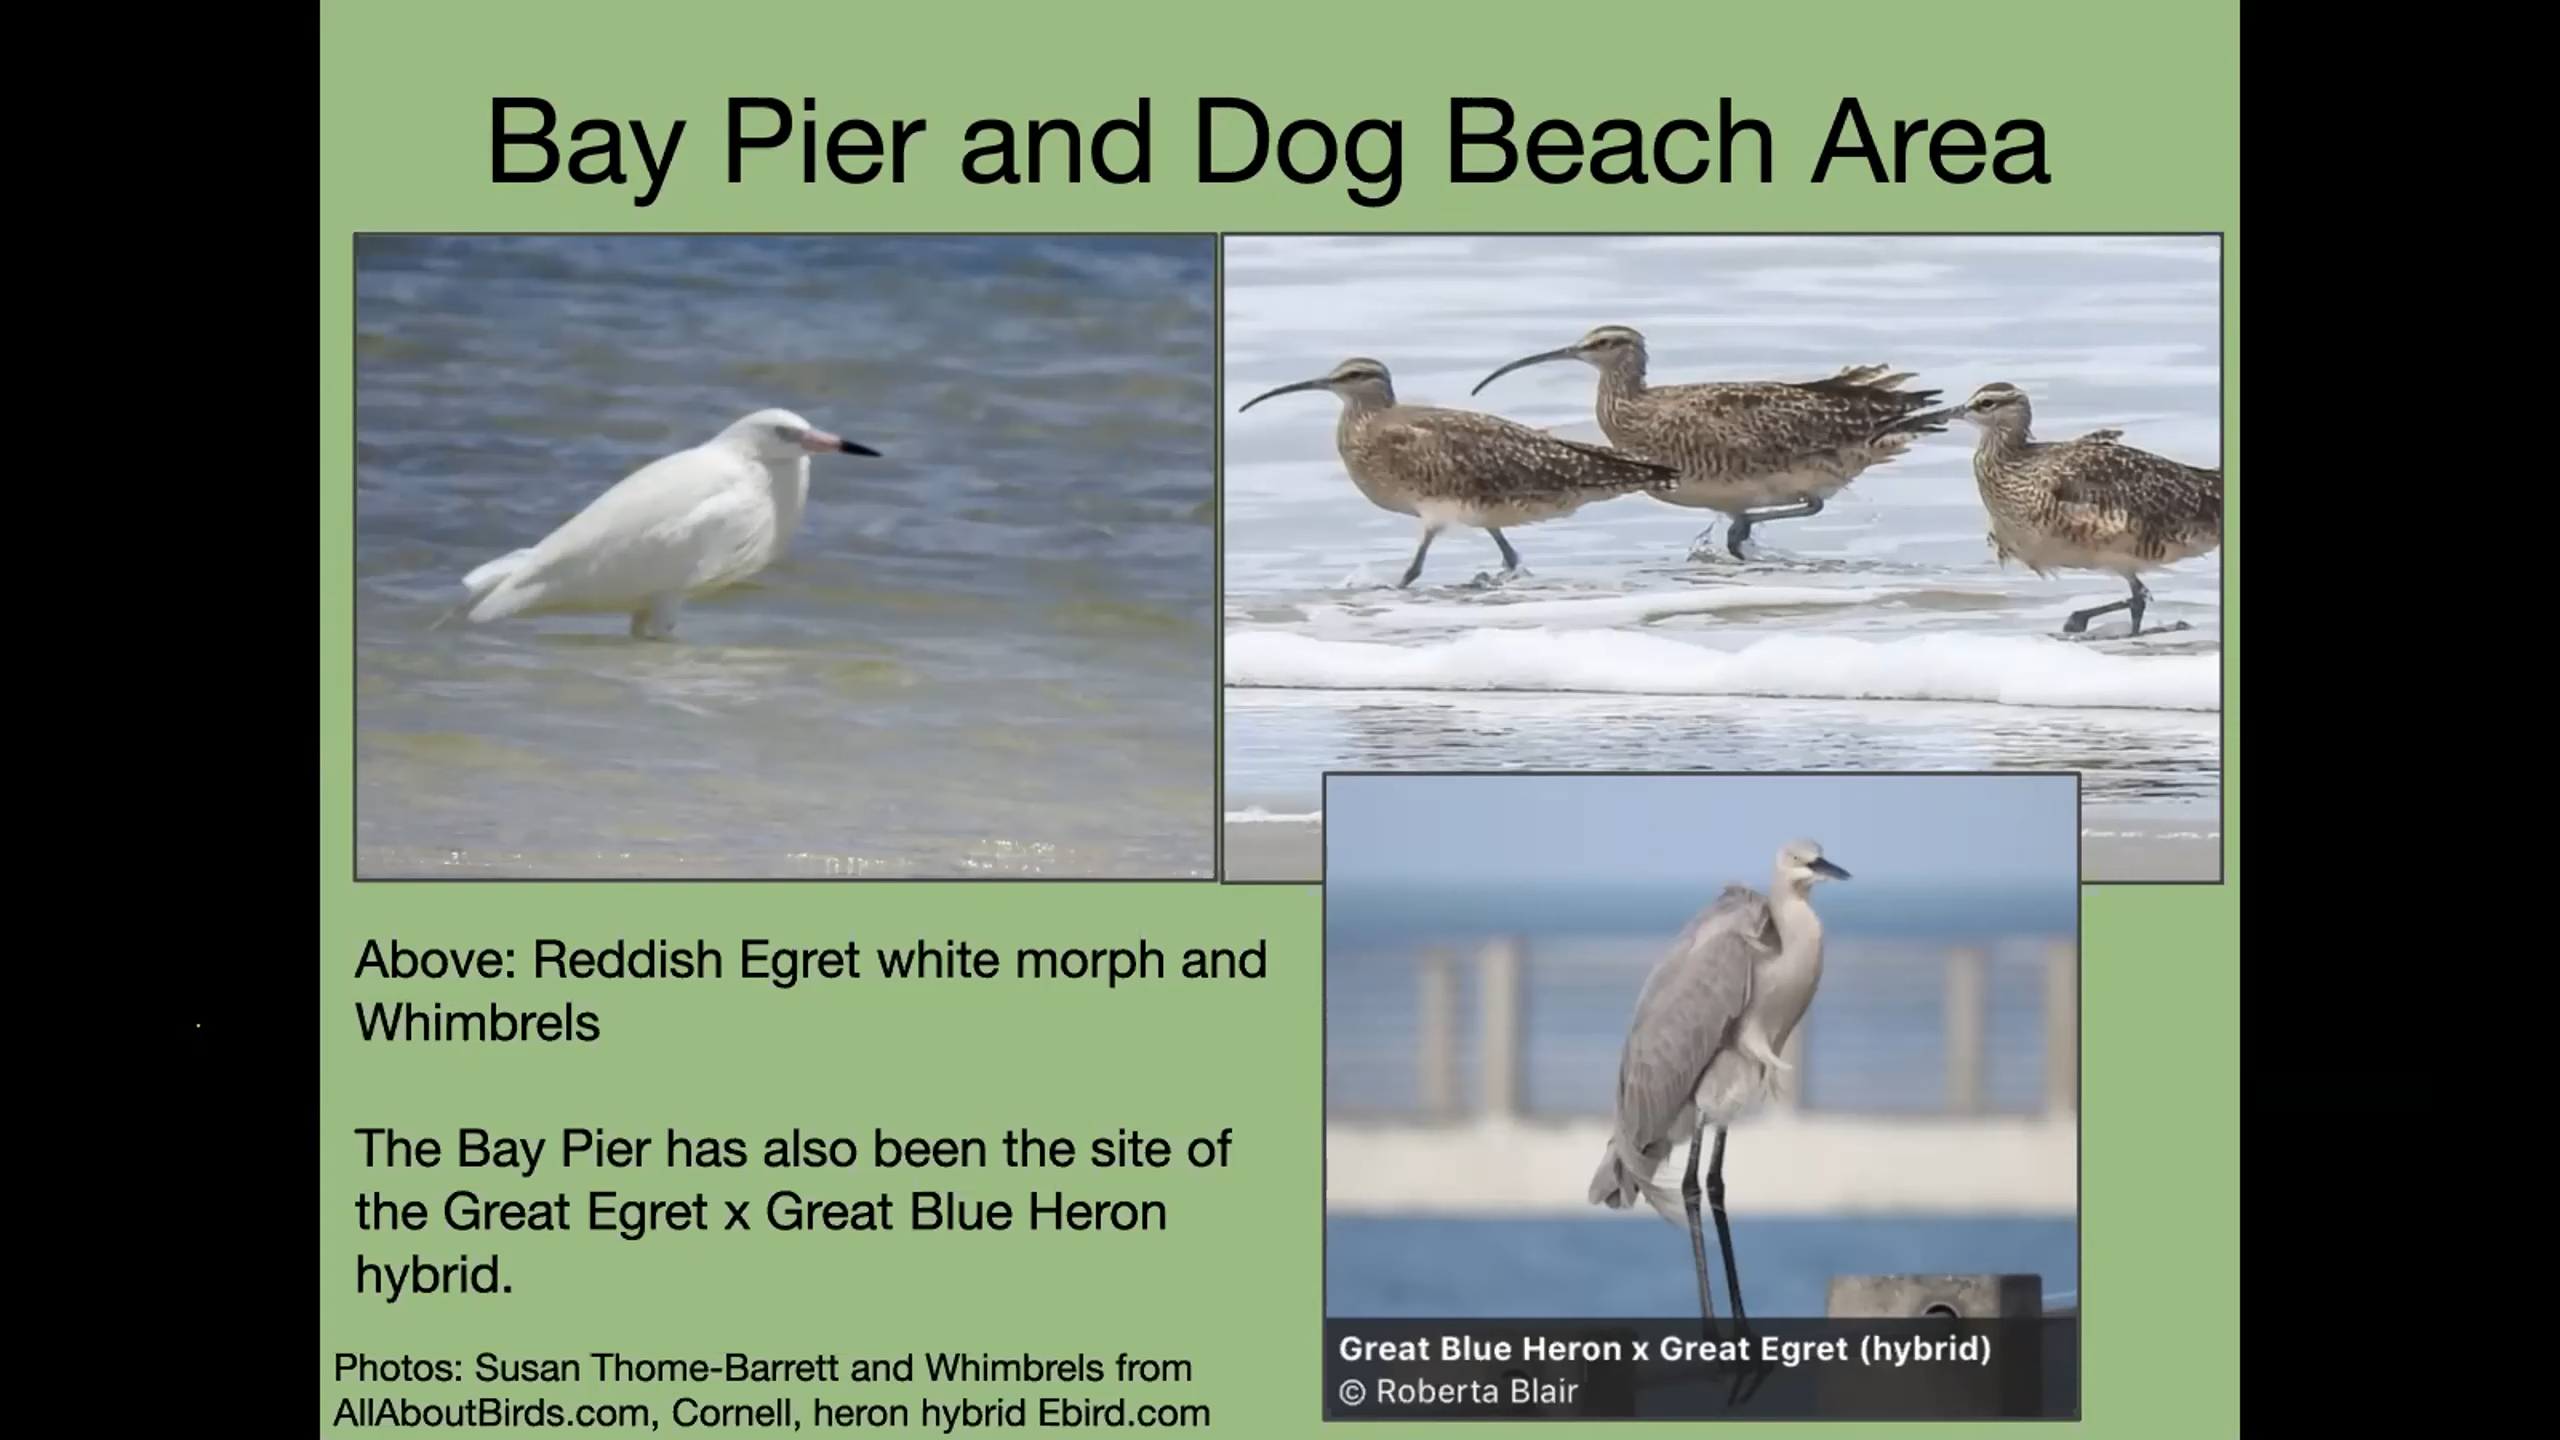 Bay Pier and Dog Beach Area
Above: Reddish Egret white morph and
Whimbrels
The Bay Pier has also been the site of
the Great Egret x Great Blue Heron
hybrid.
Photos: Susan Thome-Barrett and Whimbrels from
AllAboutBirds.com, Cornell, heron hybrid Ebird.com
Great Blue Heron x Great Egret (hybrid)
© Roberta Blair